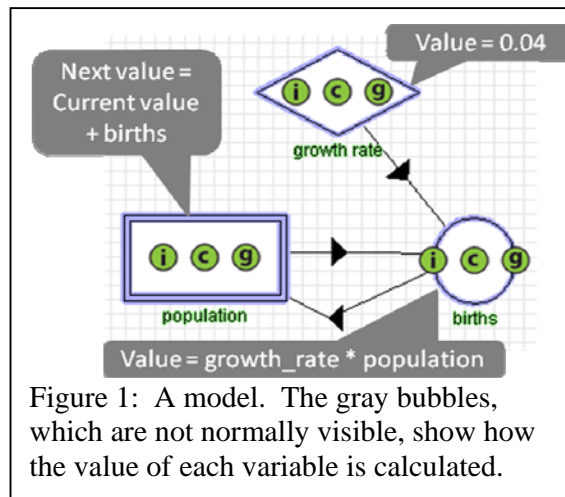 Value = 0.04
Next value =
Current value
+ births
i c g
growth rate
i c g
population
i c g
births
Value = growth_rate * population
Figure 1: A model. The gray bubbles,
which are not normally visible, show how
the value of each variable is calculated.